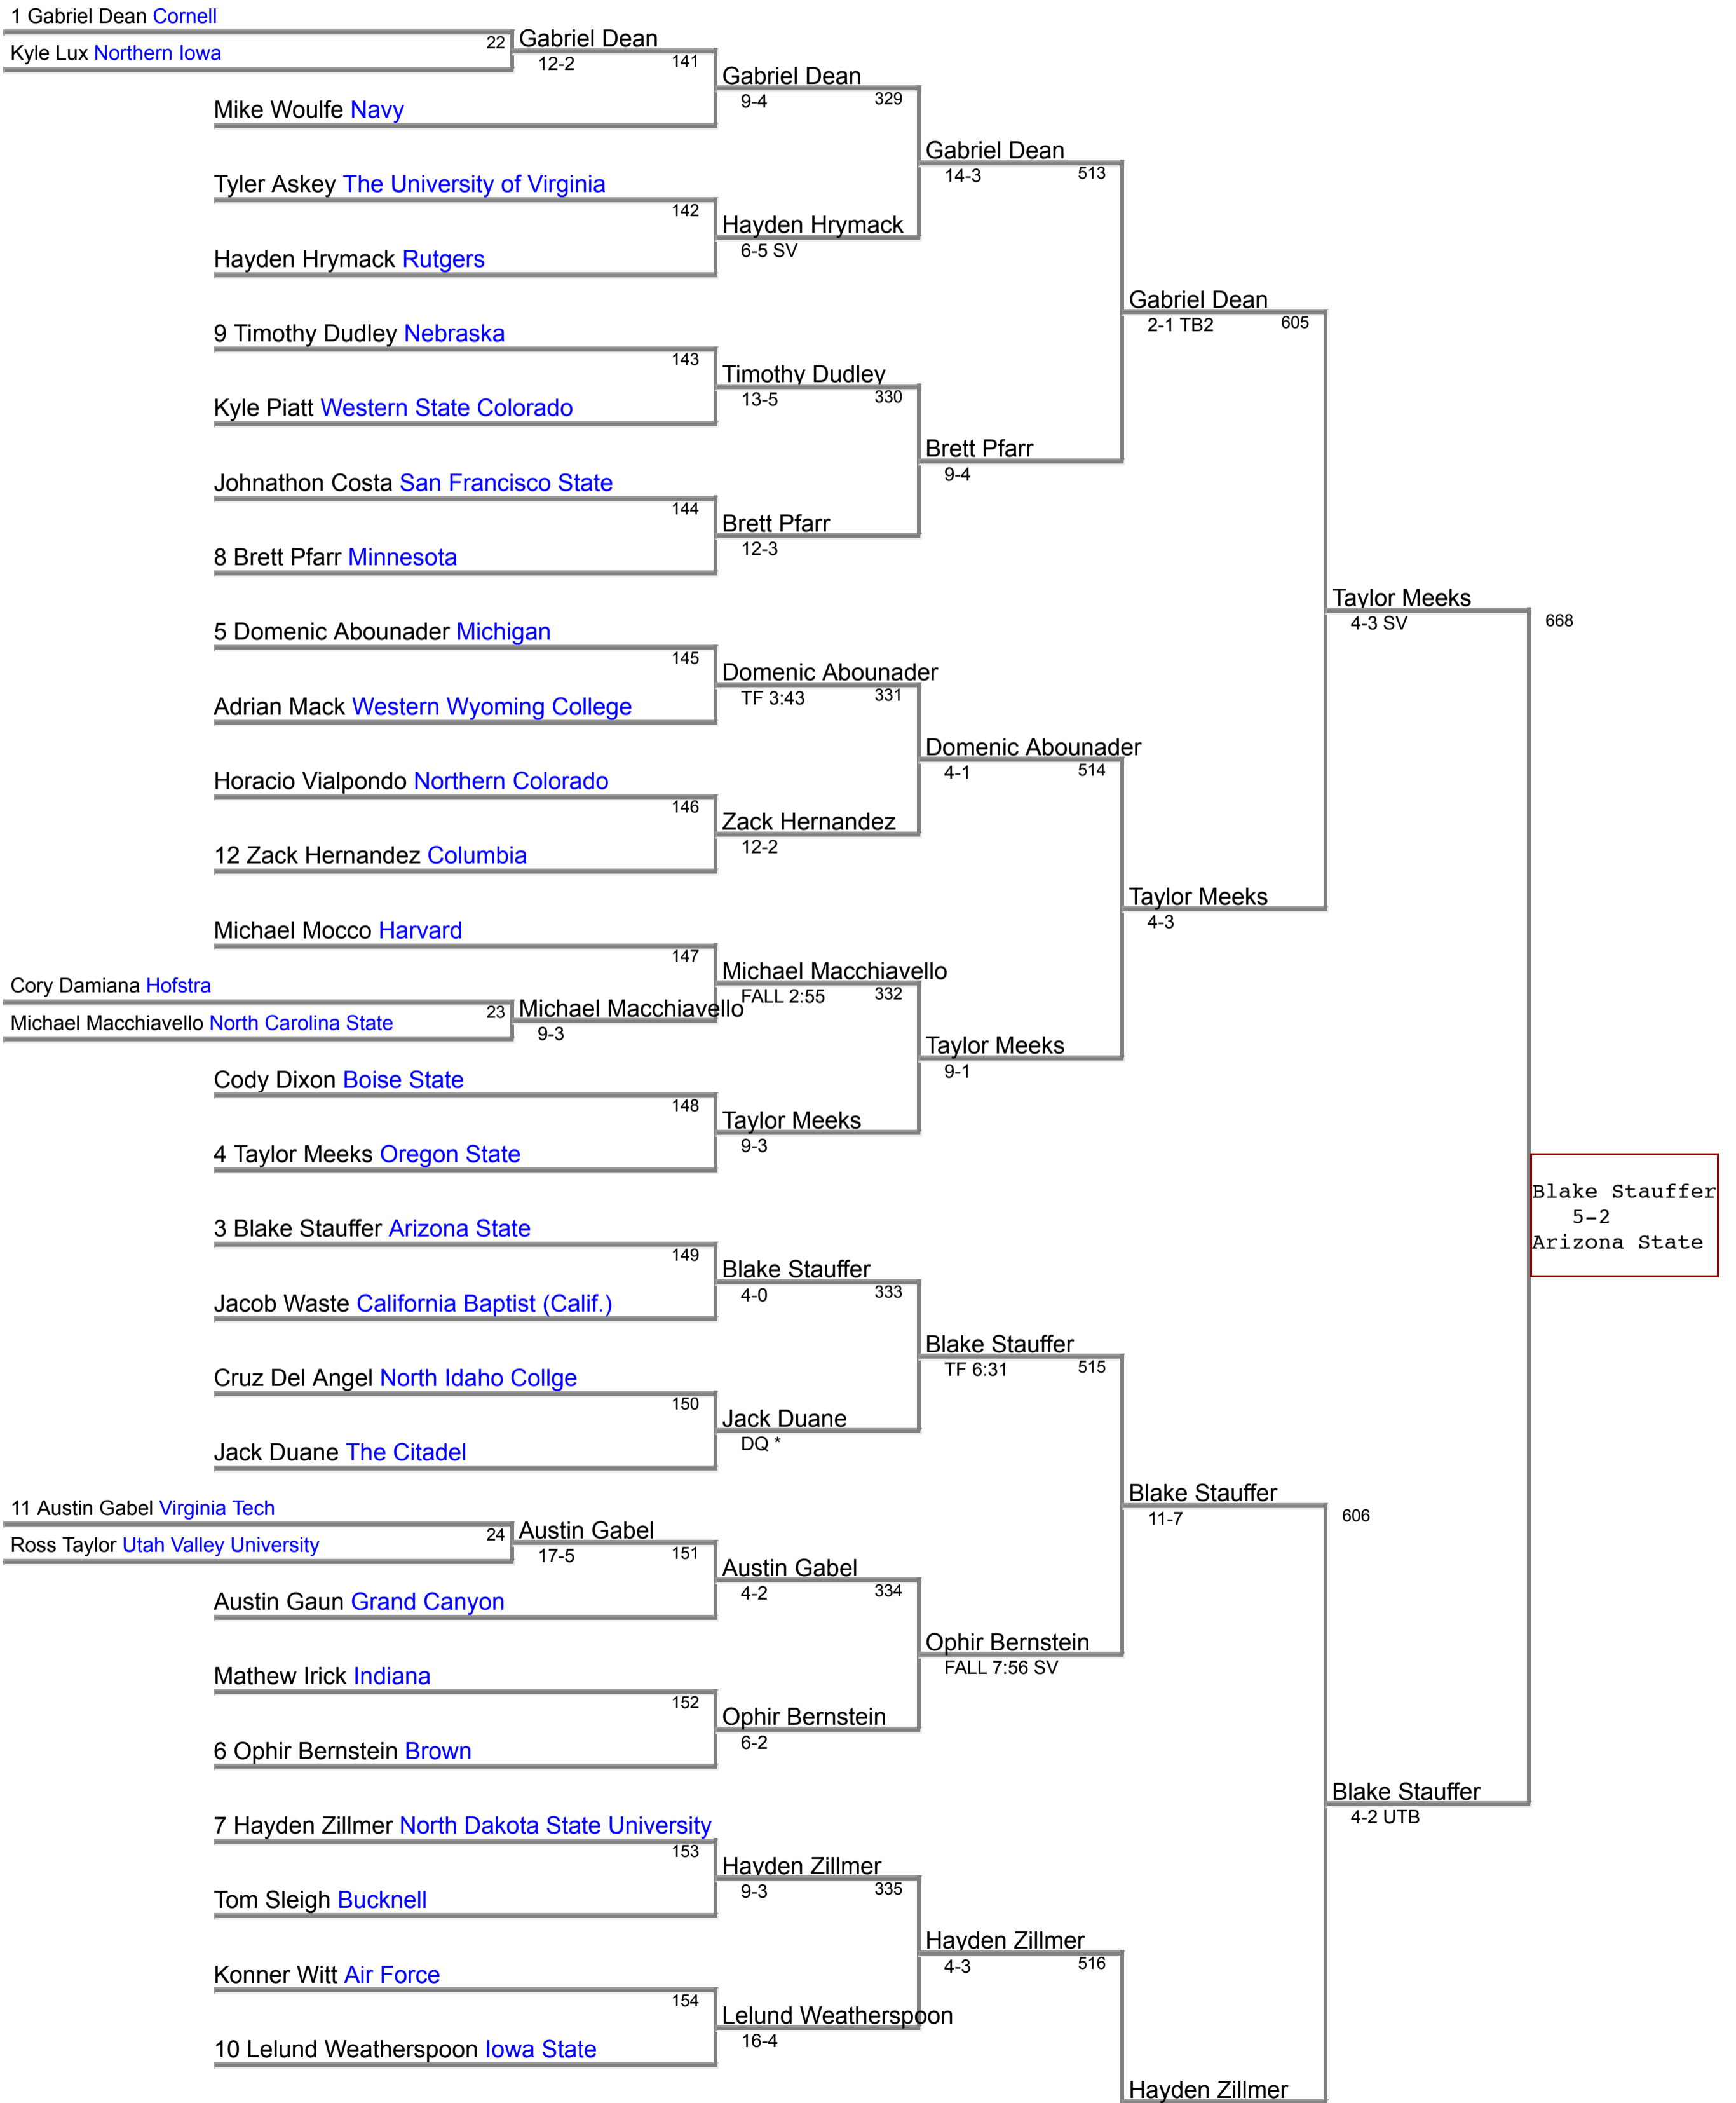 1 Gabriel Dean Cornell
22 Gabriel Dean
Kyle Lux Northern Iowa
12-2 141
Gabriel Dean
9-4 329
Mike Woulfe Navy
Gabriel Dean
14-3 513
Tyler Askey The University of Virginia
142
Hayden Hrymack
6-5 SV
Hayden Hrymack Rutgers
Gabriel Dean
2-1 TB2 605
9 Timothy Dudley Nebraska
143
Timothy Dudley
13-5 330
Kyle Piatt Western State Colorado
Brett Pfarr
9-4
Johnathon Costa San Francisco State
144
Brett Pfarr
12-3
8 Brett Pfarr Minnesota
Taylor Meeks
4-3 SV 668
5 Domenic Abounader Michigan
145
Domenic Abounader
TF 3:43 331
Adrian Mack Western Wyoming College
Domenic Abounader
4-1 514
Horacio Vialpondo Northern Colorado
146
Zack Hernandez
12-2
12 Zack Hernandez Columbia
Taylor Meeks
4-3
Michael Mocco Harvard
147
Michael Macchiavello
FALL 2:55 332
Cory Damiana Hofstra
23 Michael Macchiavello
Michael Macchiavello North Carolina State
9-3
Taylor Meeks
9-1
Cody Dixon Boise State
148
Taylor Meeks
9-3
4 Taylor Meeks Oregon State
Blake Stauffer
5-2
Arizona State
3 Blake Stauffer Arizona State
149
Blake Stauffer
4-0 333
Jacob Waste California Baptist (Calif.)
Blake Stauffer
TF 6:31 515
Cruz Del Angel North Idaho Collge
150
Jack Duane
DQ *
Jack Duane The Citadel
Blake Stauffer
11-7 606
11 Austin Gabel Virginia Tech
24 Austin Gabel
Ross Taylor Utah Valley University
17-5 151
Austin Gabel
4-2 334
Austin Gaun Grand Canyon
Ophir Bernstein
FALL 7:56 SV
Mathew Irick Indiana
152
Ophir Bernstein
6-2
6 Ophir Bernstein Brown
Blake Stauffer
4-2 UTB
7 Hayden Zillmer North Dakota State University
153
Hayden Zillmer
9-3 335
Tom Sleigh Bucknell
Hayden Zillmer
4-3 516
Konner Witt Air Force
154
Lelund Weatherspoon
16-4
10 Lelund Weatherspoon Iowa State
Hayden Zillmer